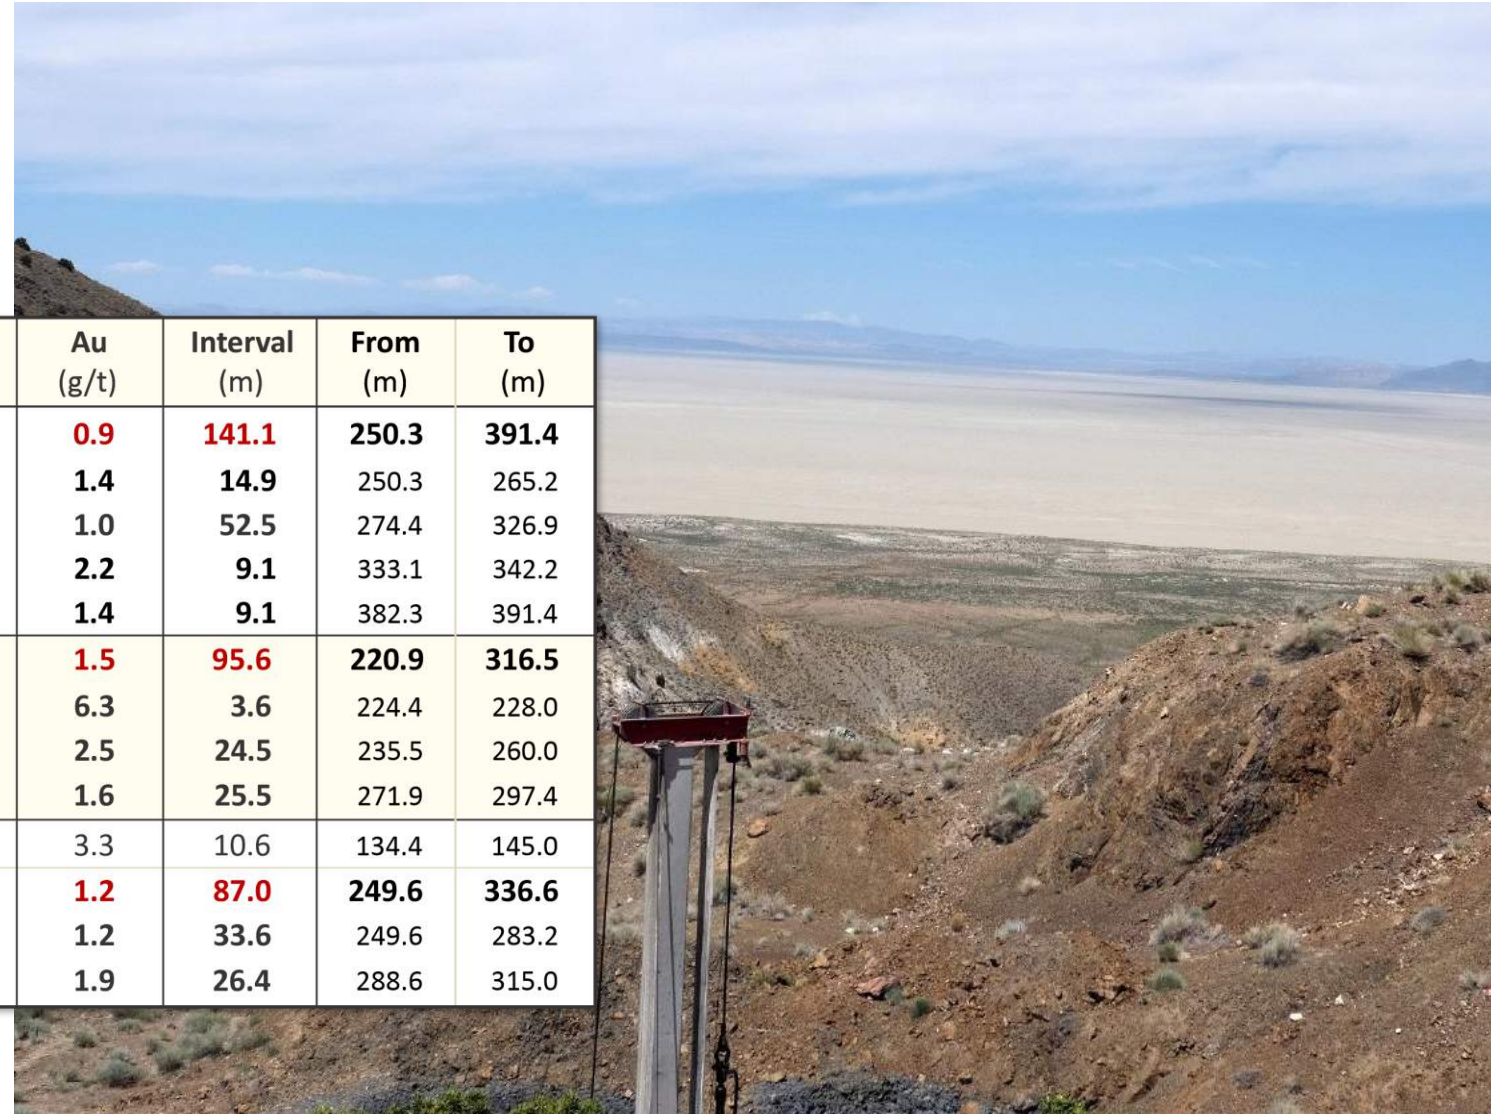 Au Interval From To
(g/t) (m) (m) (m)
0.9 141.1 250.3 391.4
1.4 14.9 250.3 265.2
1.0 52.5 274.4 326.9
2.2 9.1 333.1 342.2
1.4 9.1 382.3 391.4
1.5 95.6 220.9 316.5
6.3 3.6 224.4 228.0
2.5 24.5 235.5 260.0
1.6 25.5 271.9 297.4
3.3 10.6 134.4 145.0
1.2 87.0 249.6 336.6
1.2 33.6 249.6 283.2
1.9 26.4 288.6 315.0